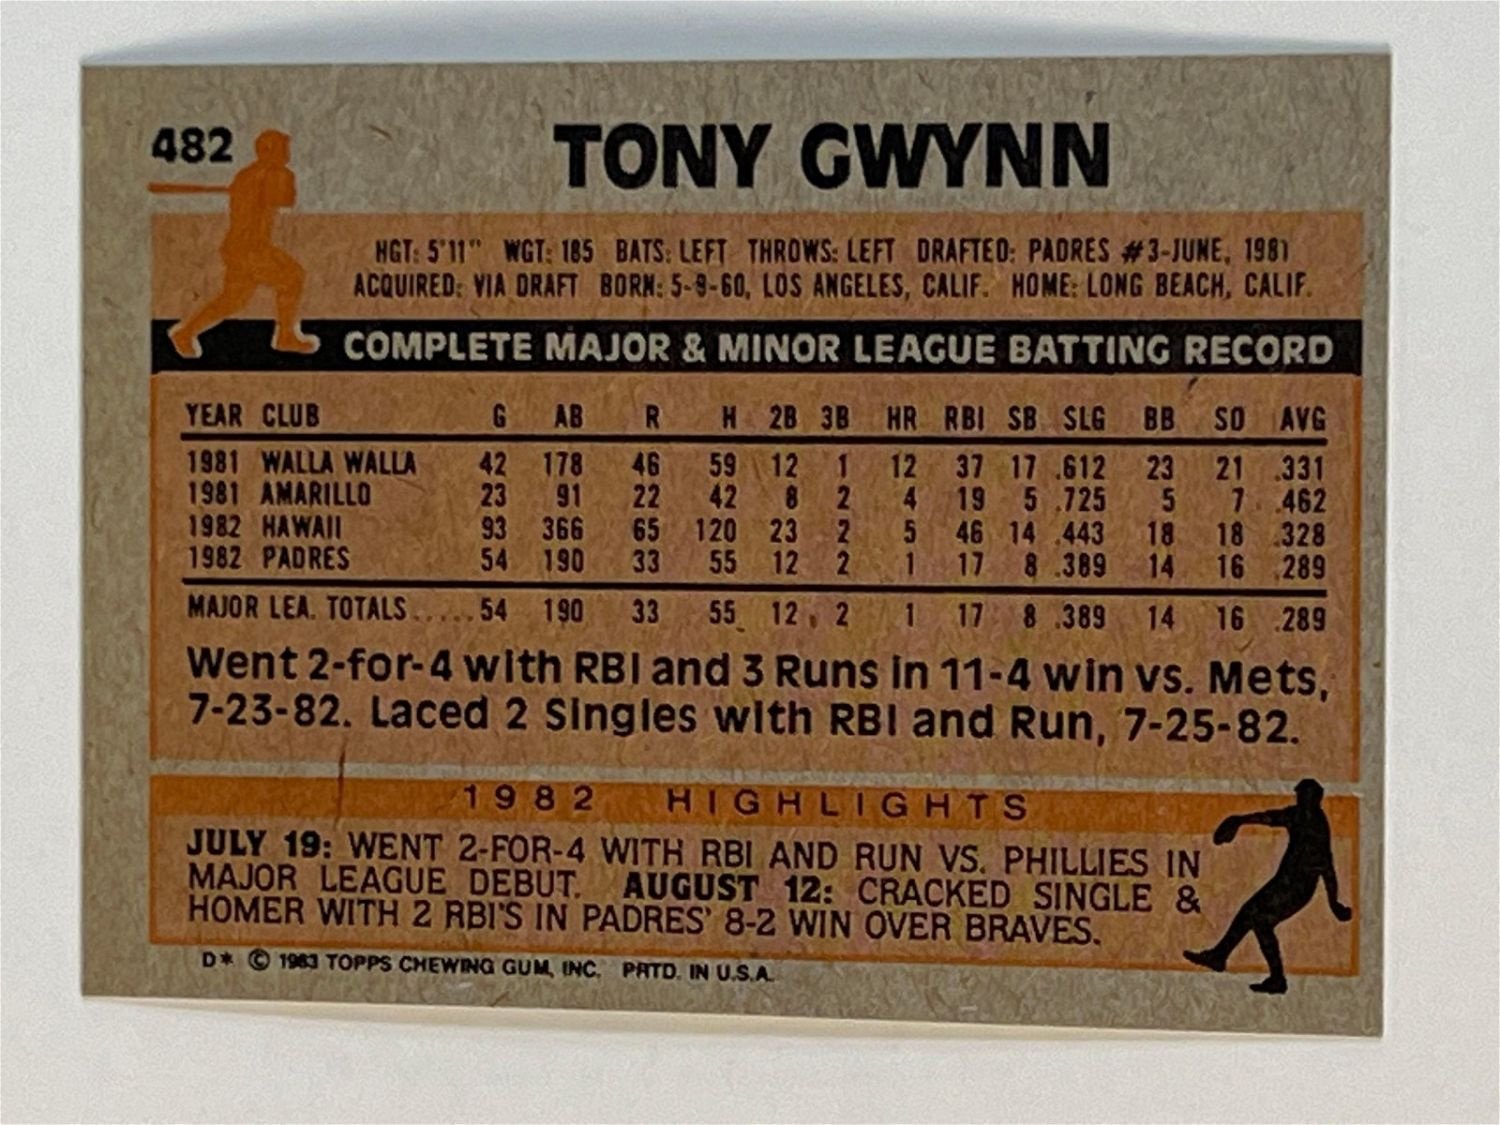 482
TONY GWYNN
HGT: 5'11" WGT: 185 BATS: LEFT THROWS: LEFT DRAFTED: PADRES #3-JUNE, 1981
ACQUIRED: VIA DRAFT BORN: 5-9-60, LOS ANGELES, CALIF. HOME: LONG BEACH, CALIF.
COMPLETE MAJOR & MINOR LEAGUE BATTING RECORD
YEAR CLUB G AB R H 2B 3B HR RBI SB SLG BB SO AVG
1981 WALLA WALLA 42 178 46 59 12 1 12 37 17 .612 23 21 .331
1981 AMARILLO 23 91 22 42 8 2 4 19 5 .725 5 7 .462
1982 HAWAII 93 366 65 120 23 2 5 46 14 .443 18 18 .328
1982 PADRES 54 190 33 55 12 2 1 17 8 .389 14 16 .289
MAJOR LEA. TOTALS.....54 190 33 55 12 2 1 17 8 .389 14 16 .289
Went 2-for-4 with RBI and 3 Runs in 11-4 win vs. Mets,
7-23-82. Laced 2 Singles with RBI and Run, 7-25-82.
1982 HIGHLIGHTS
JULY 19: WENT 2-FOR-4 WITH RBI AND RUN VS. PHILLIES IN
MAJOR LEAGUE DEBUT. AUGUST 12: CRACKED SINGLE &
HOMER WITH 2 RBI'S IN PADRES' 8-2 WIN OVER BRAVES.
D* © 1983 TOPPS CHEWING GUM, INC. PRTD. IN U.S.A.